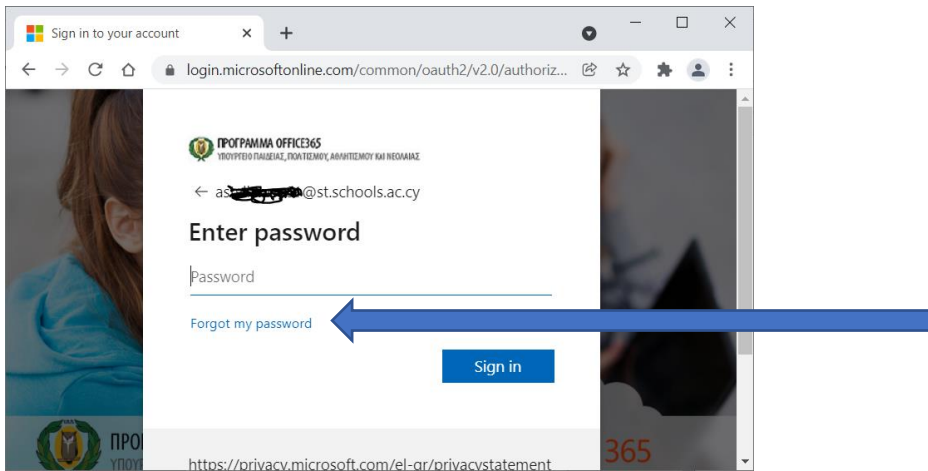 Sign in to your account
login.microsoftonline.com/common/oauth2/v2.0/authoriz...
ΠΡΟΓΡΑΜΜΑ OFFICE365
ΥΠΟΥΡΓΕΙΟ ΠΑΙΔΕΙΑΣ, ΠΟΛΙΤΙΣΜΟΥ, ΑΘΛΗΤΙΣΜΟΥ ΚΑΙ ΝΕΟΛΑΙΑΣ
@st.schools.ac.cy
Enter password
Password
Forgot my password
Sign in
ΠΡΟ
ΥΠΟΥΡ
365
https://privacy.microsoft.com/el-gr/privacystatement